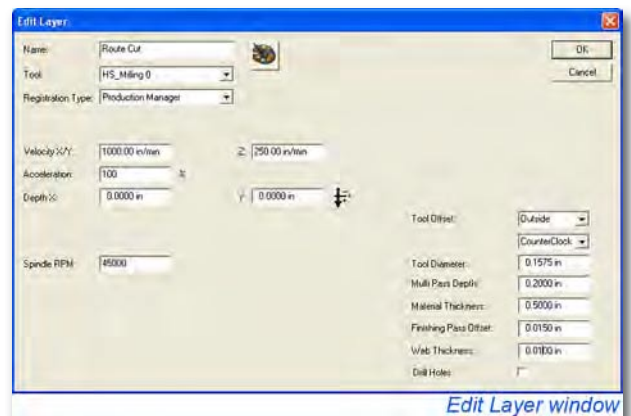 Edit Layer
Name: Route Cut OK
Tool: HS_Milling 0 Cancel
Registration Type: Production Manager
Velocity X/Y: 1000.00 in/min Z: 250.00 in/min
Acceleration: 100 %
Depth X: 0.0000 in Y: 0.0000 in
Tool Offset: Outside
CounterClock
Spindle RPM: 45000
Tool Diameter: 0.1575 in
Multi Pass Depth: 0.2000 in
Material Thickness: 0.5000 in
Finishing Pass Offset: 0.0150 in
Web Thickness: 0.0100 in
Drill Holes
Edit Layer window